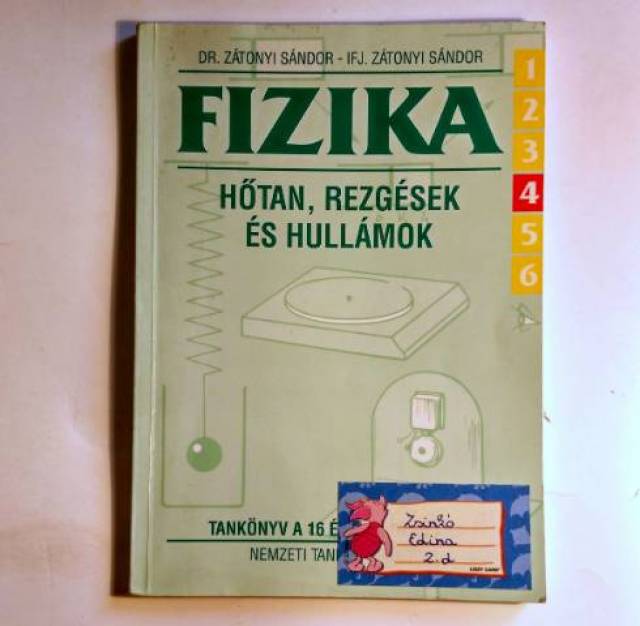 DR. ZÁTONYI SÁNDOR - IFJ. ZÁTONYI SÁNDOR
FIZIKA
HŐTAN, REZGÉSEK
ÉS HULLÁMOK
1
2
3
4
5
6
TANKÖNYV A 16 É
NEMZETI TAN
Zsinkó
Edina
2.d